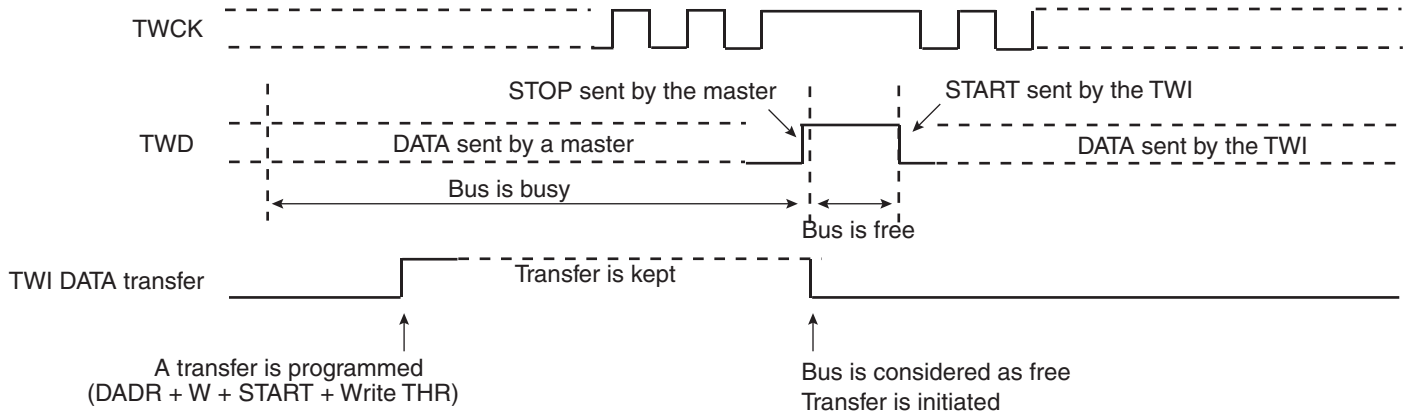 TWCK
STOP sent by the master
START sent by the TWI
TWD
DATA sent by a master
DATA sent by the TWI
Bus is busy
Bus is free
TWI DATA transfer
Transfer is kept
A transfer is programmed
(DADR + W + START + Write THR)
Bus is considered as free
Transfer is initiated